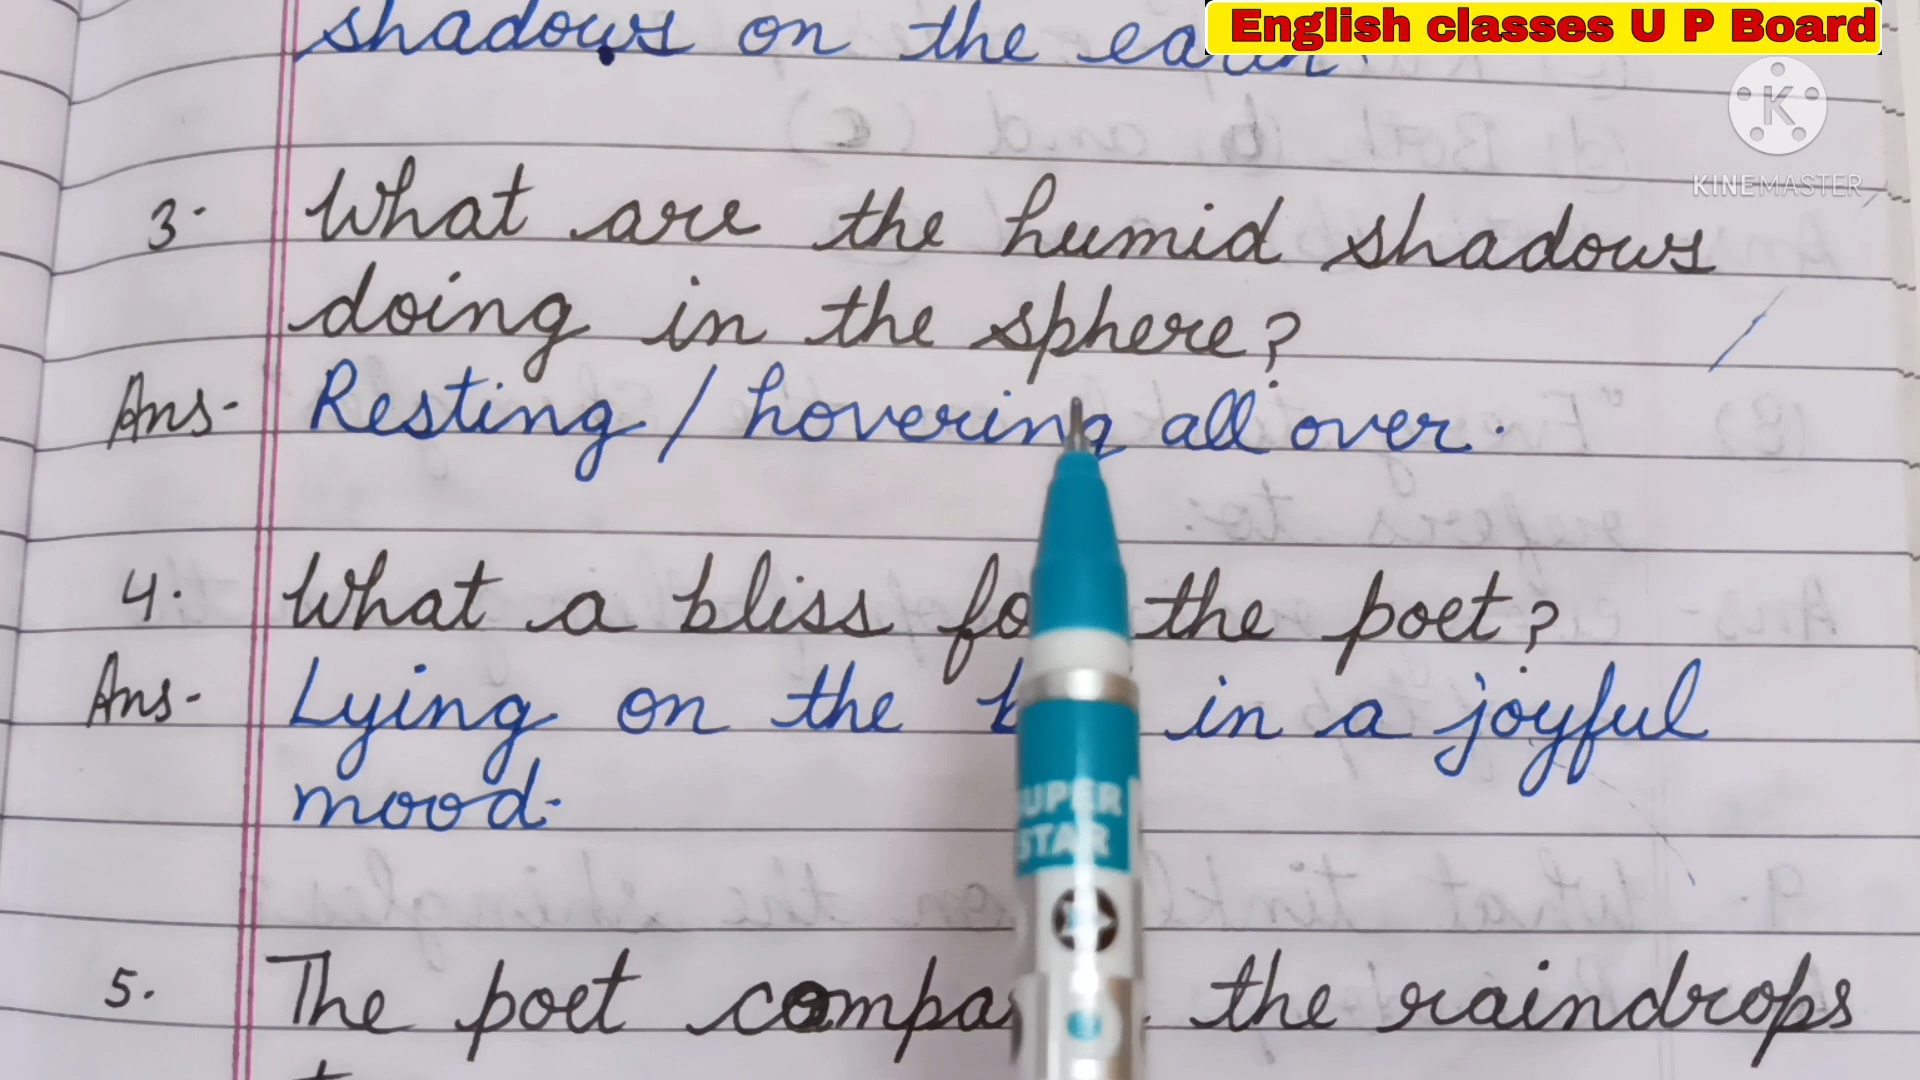 English classes U P Board
shadows on the
KINEMASTER
3. What are the humid shadows
doing in the sphere?
Ans- Resting / hovering all over.
4. What a bliss the poet?
Ans- Lying on the in a joyful
mood.
SUPER
STAR
5. The poet the raindrops